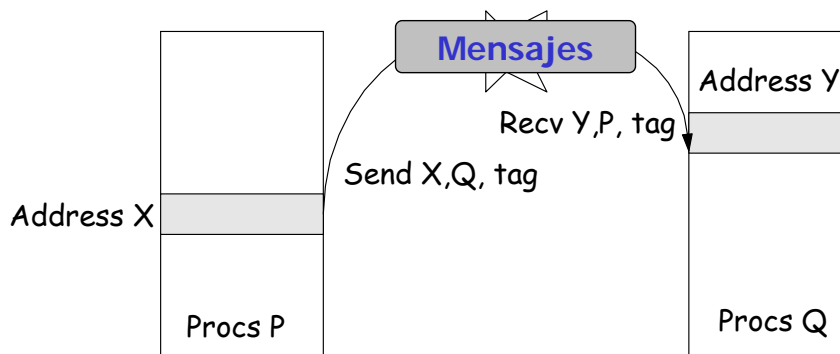 Mensajes
Address Y
Recv Y,P, tag
Send X,Q, tag
Address X
Procs P
Procs Q